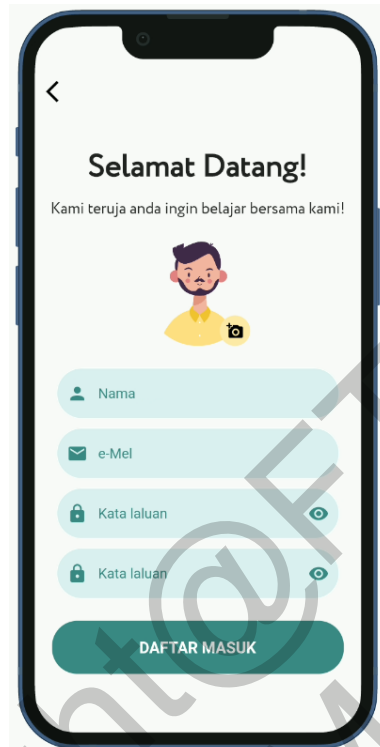 Selamat Datang!
Kami teruja anda ingin belajar bersama kami!
Nama
e-Mel
Kata laluan
Kata laluan
DAFTAR MASUK